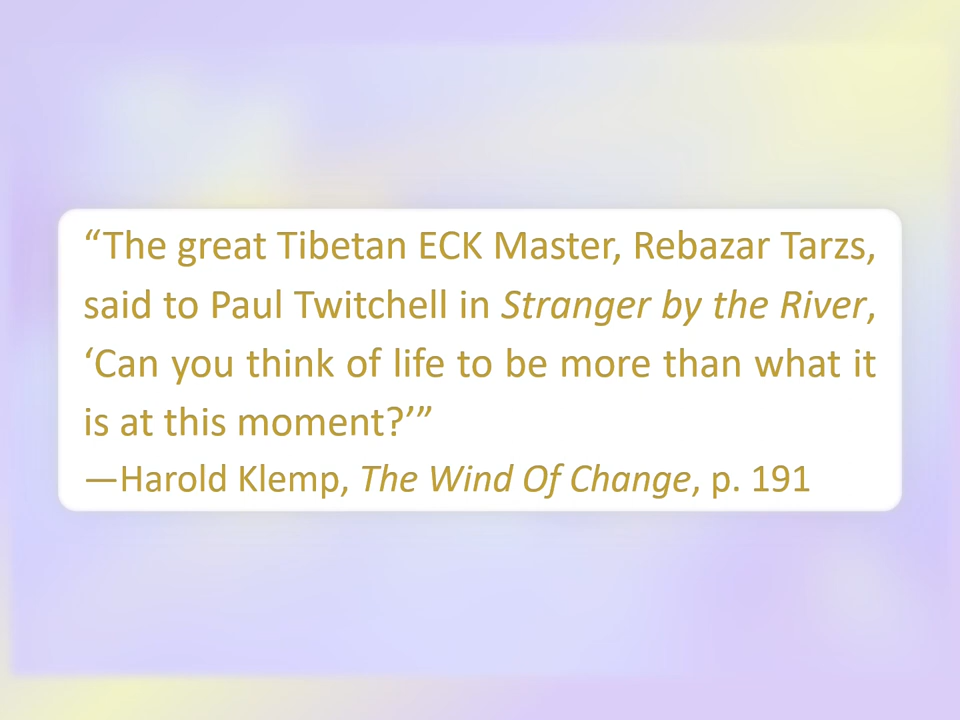 “The great Tibetan ECK Master, Rebazar Tarzs,
said to Paul Twitchell in Stranger by the River,
‘Can you think of life to be more than what it
is at this moment?’”
—Harold Klemp, The Wind Of Change, p. 191